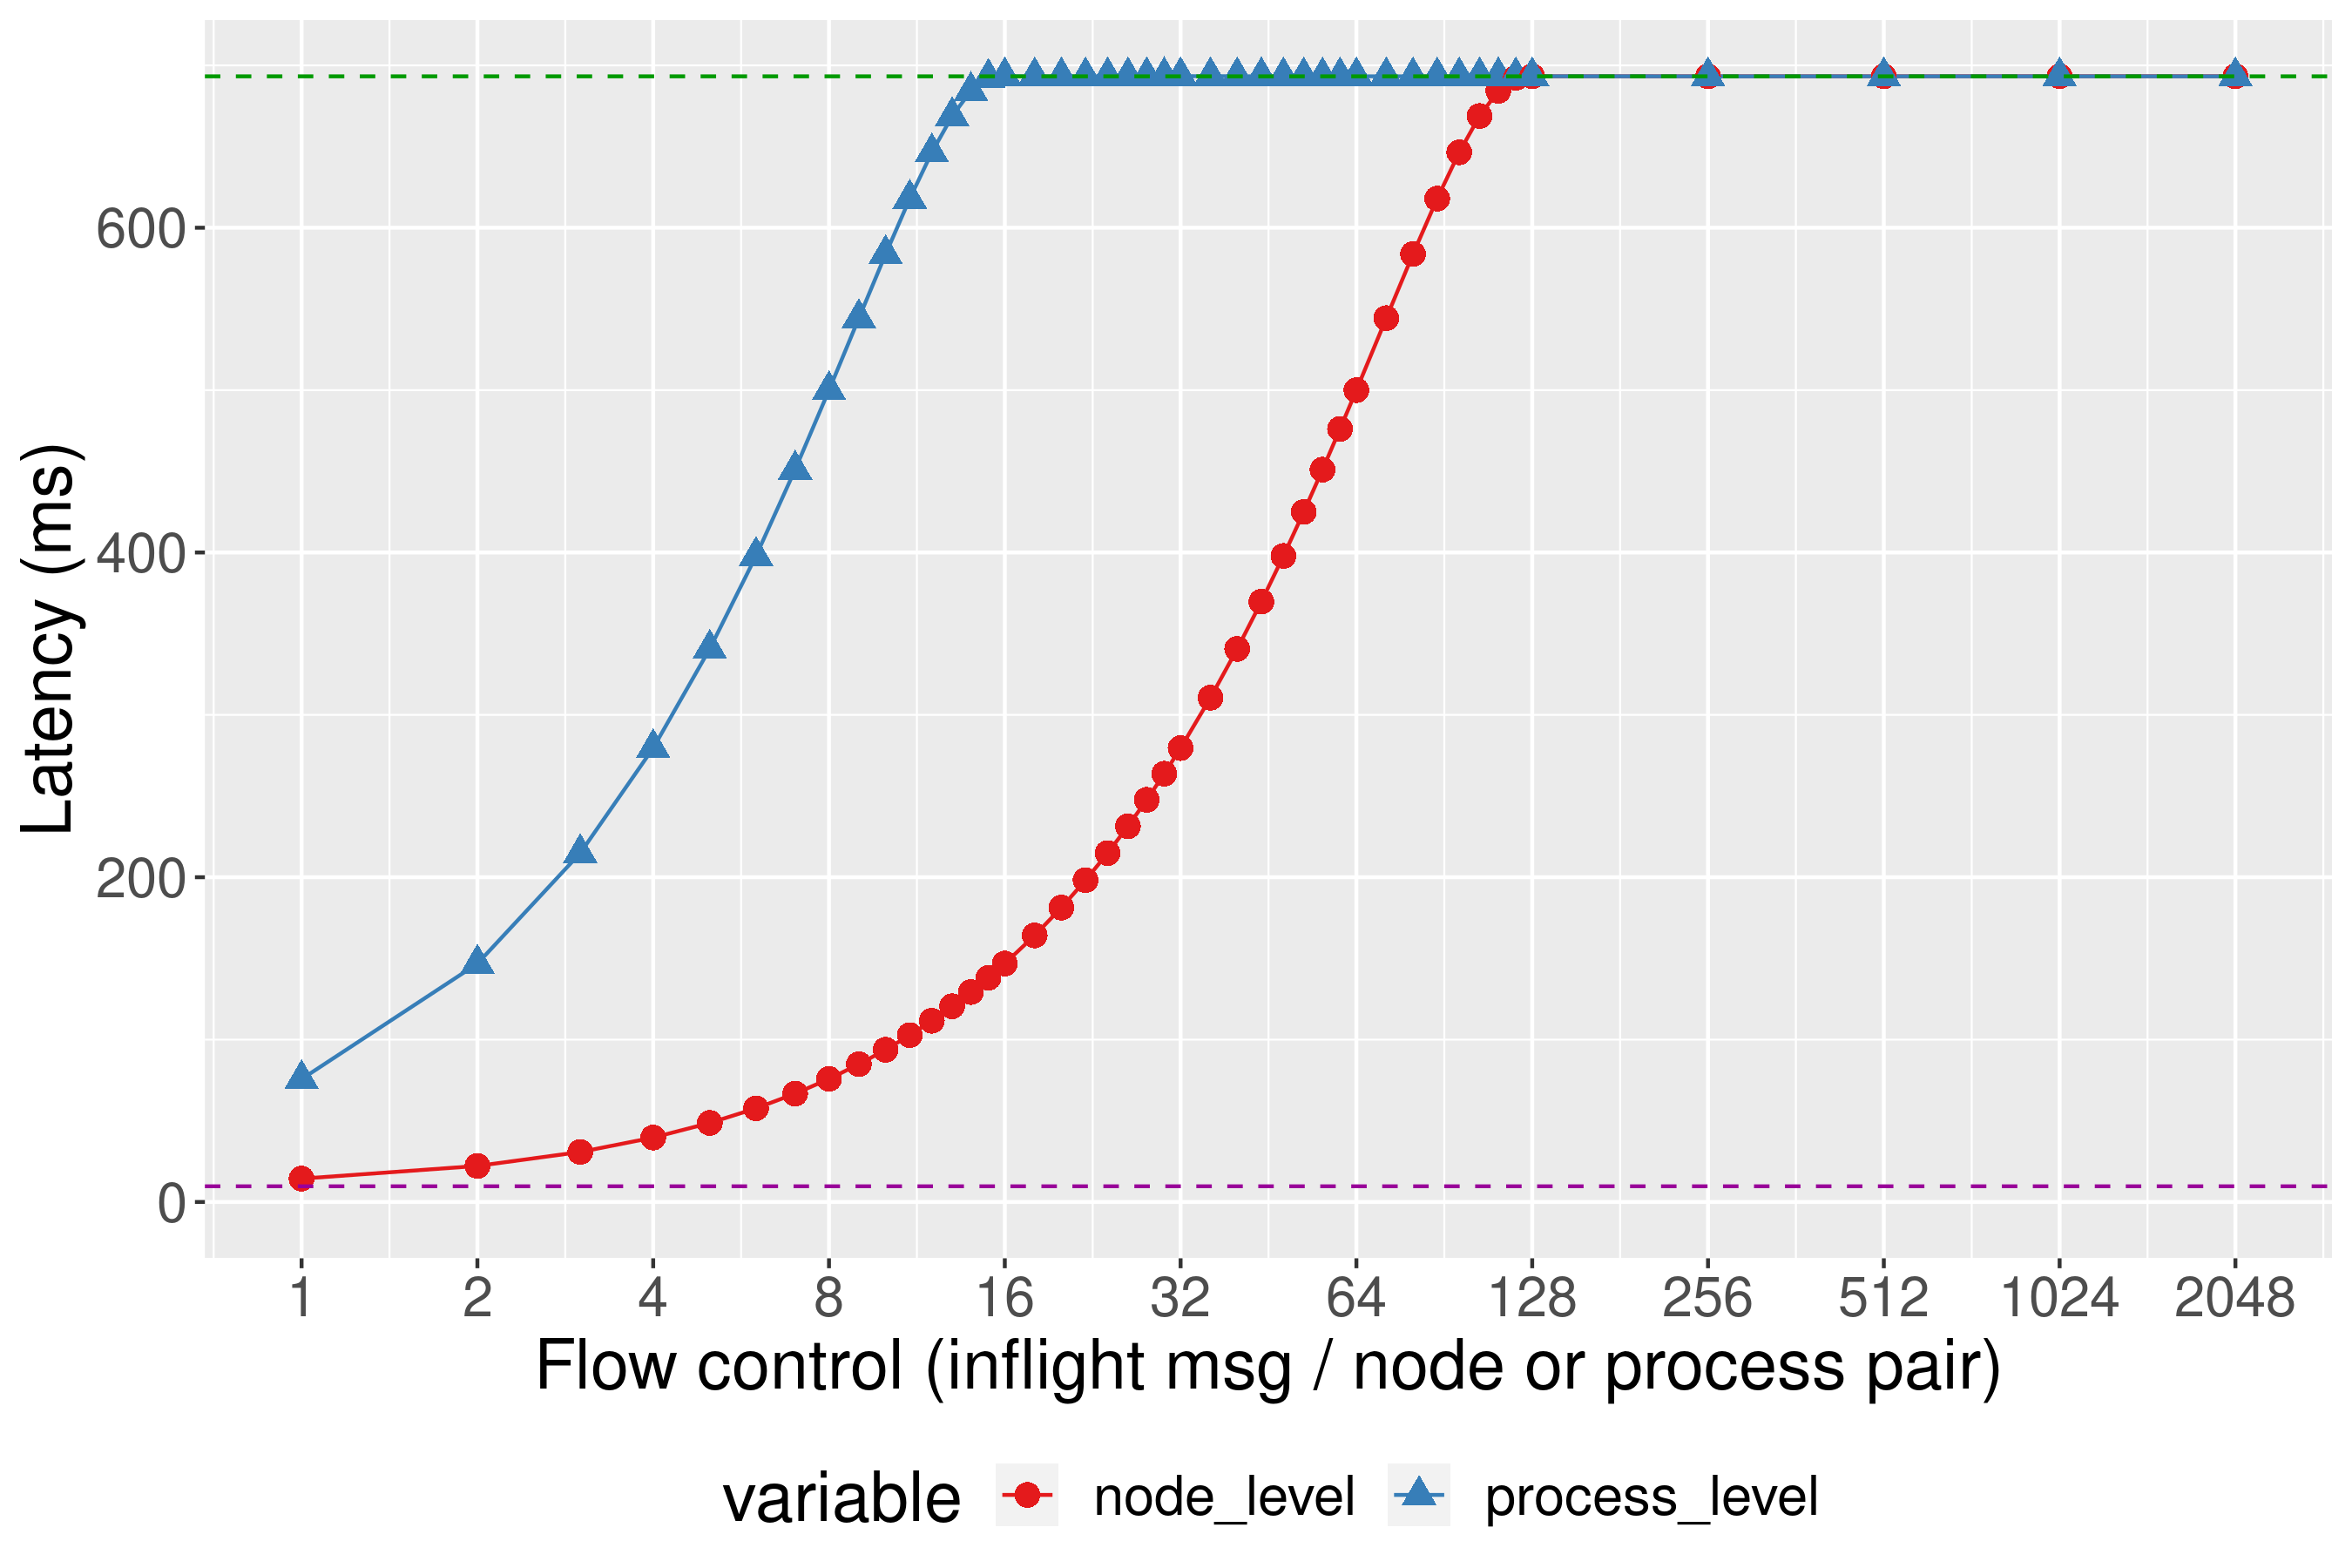 Latency (ms)
600
400
200
0
1 2 4 8 16 32 64 128 256 512 1024 2048
Flow control (inflight msg / node or process pair)
variable node_level process_level